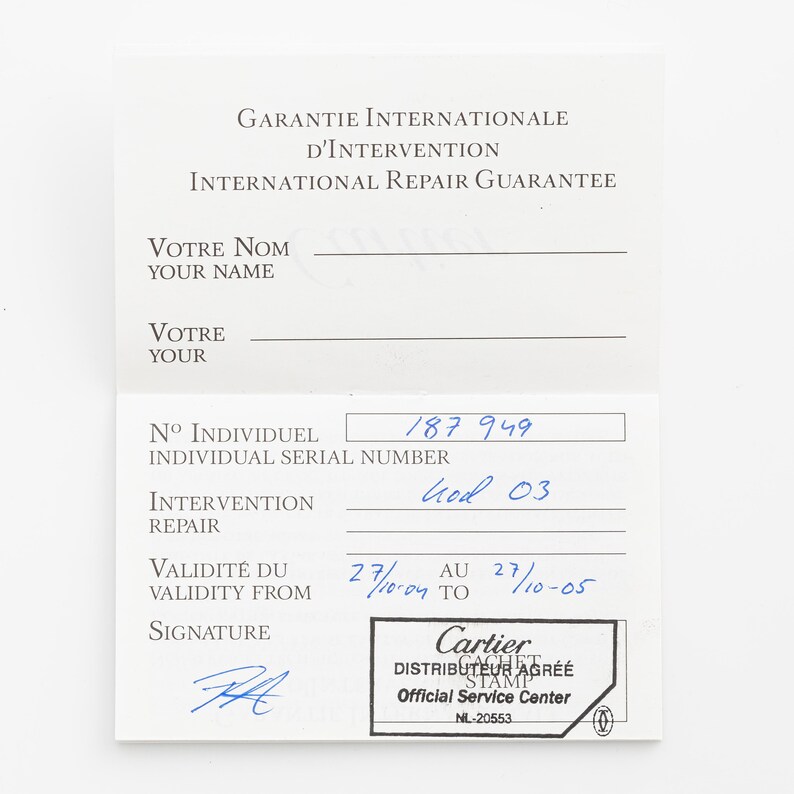 GARANTIE INTERNATIONALE
D'INTERVENTION
INTERNATIONAL REPAIR GUARANTEE
VOTRE NOM
YOUR NAME
VOTRE
YOUR
Nº INDIVIDUEL 187 949
INDIVIDUAL SERIAL NUMBER
INTERVENTION kod 03
REPAIR
VALIDITÉ DU 27/10-04 AU 27/10-05
VALIDITY FROM TO
SIGNATURE
Cartier
CACHET
DISTRIBUTEUR AGRÉÉ
STAMP
Official Service Center
NL-20553